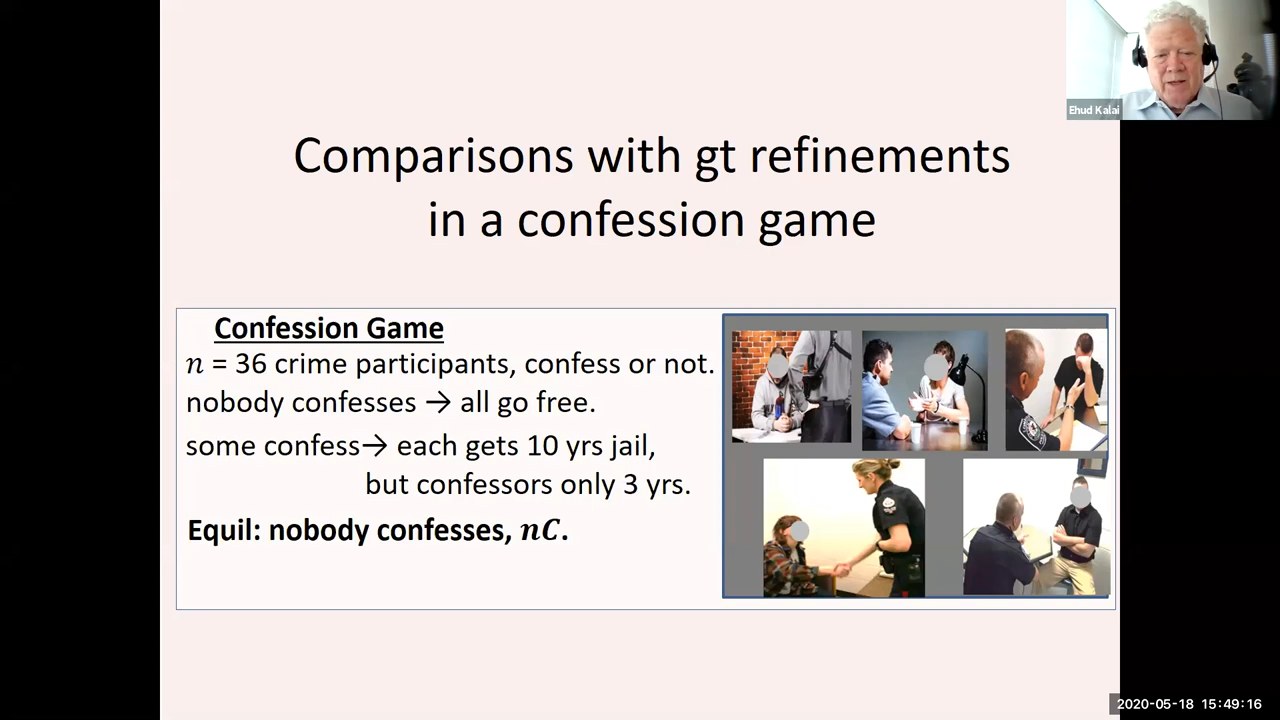 Ehud Kalai
Comparisons with gt refinements
in a confession game
Confession Game
n = 36 crime participants, confess or not.
nobody confesses → all go free.
some confess→ each gets 10 yrs jail,
but confessors only 3 yrs.
Equil: nobody confesses, nC.
2020-05-18 15:49:16